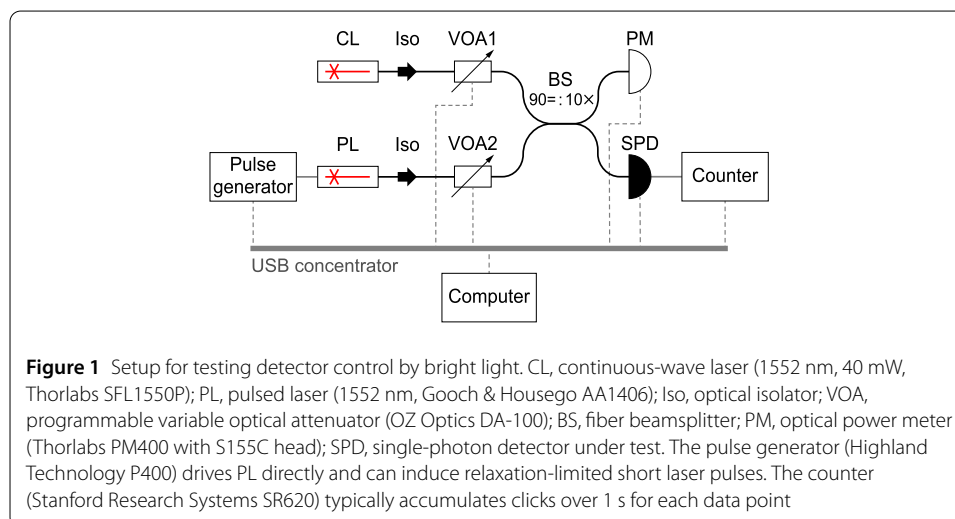 CL Iso VOA1 PM
BS
90=: 10×
PL Iso VOA2 SPD
Pulse
generator
Counter
USB concentrator
Computer
Figure 1 Setup for testing detector control by bright light. CL, continuous-wave laser (1552 nm, 40 mW,
Thorlabs SFL1550P); PL, pulsed laser (1552 nm, Gooch & Housego AA1406); Iso, optical isolator; VOA,
programmable variable optical attenuator (OZ Optics DA-100); BS, fiber beamsplitter; PM, optical power meter
(Thorlabs PM400 with S155C head); SPD, single-photon detector under test. The pulse generator (Highland
Technology P400) drives PL directly and can induce relaxation-limited short laser pulses. The counter
(Stanford Research Systems SR620) typically accumulates clicks over 1 s for each data point